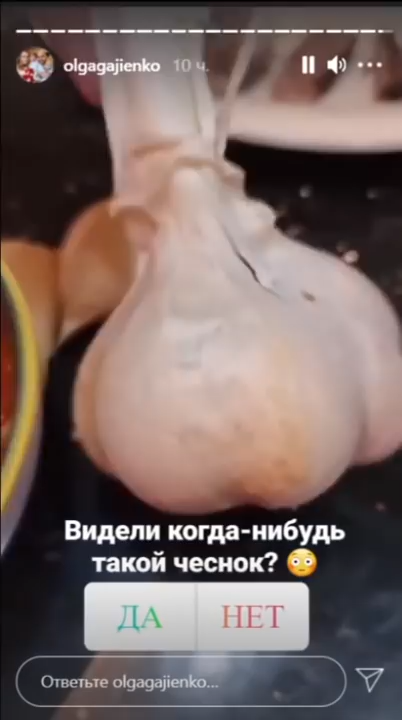 olgagajienko 10 ч.
Видели когда-нибудь
такой чеснок? 😳
ДА НЕТ
Ответьте olgagajienko...